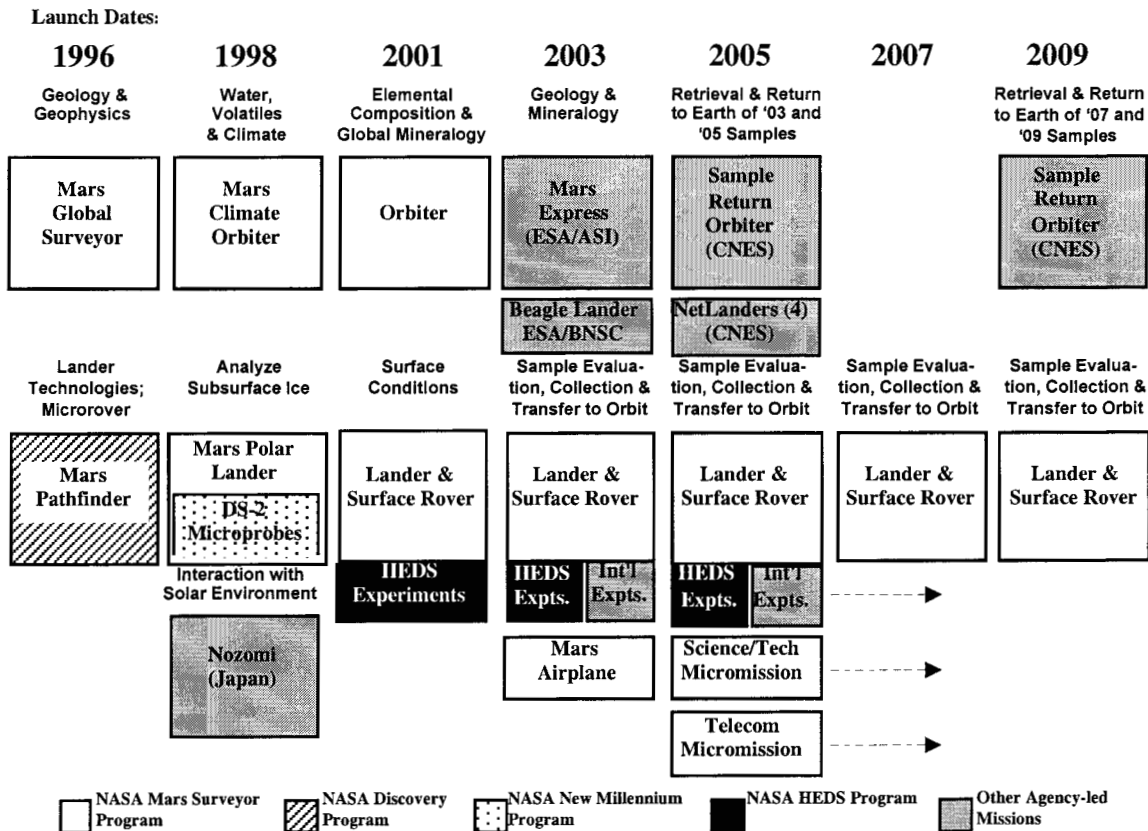 Launch Dates:
1996
1998
2001
2003
2005
2007
2009
Geology &
Geophysics
Water,
Volatiles
& Climate
Elemental
Composition &
Global Mineralogy
Geology &
Mineralogy
Retrieval & Return
to Earth of '03 and
'05 Samples
Retrieval & Return
to Earth of '07 and
'09 Samples
Mars
Global
Surveyor
Mars
Climate
Orbiter
Orbiter
Mars
Express
(ESA/ASI)
Sample
Return
Orbiter
(CNES)
Sample
Return
Orbiter
(CNES)
Beagle Lander
ESA/BNSC
NetLanders (4)
(CNES)
Lander
Technologies;
Microrover
Analyze
Subsurface Ice
Surface
Conditions
Sample Evalua-
tion, Collection &
Transfer to Orbit
Sample Evalua-
tion, Collection &
Transfer to Orbit
Sample Evalua-
tion, Collection &
Transfer to Orbit
Sample Evalua-
tion, Collection &
Transfer to Orbit
Mars
Pathfinder
Mars Polar
Lander
DS-2
Microprobes
Lander &
Surface Rover
Lander &
Surface Rover
Lander &
Surface Rover
Lander &
Surface Rover
Lander &
Surface Rover
HEDS
Experiments
HEDS
Expts.
Int'l
Expts.
HEDS
Expts.
Int'l
Expts.
Interaction with
Solar Environment
Nozomi
(Japan)
Mars
Airplane
Science/Tech
Micromission
Telecom
Micromission
NASA Mars Surveyor
Program
NASA Discovery
Program
NASA New Millennium
Program
NASA HEDS Program
Other Agency-led
Missions